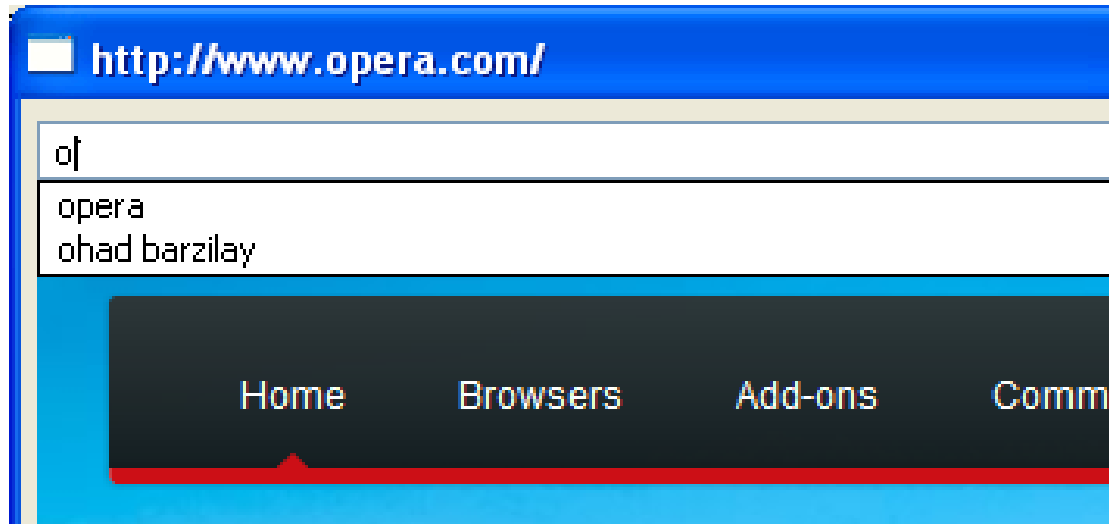 http://www.opera.com/
o
opera
ohad barzilay
Home Browsers Add-ons Comm